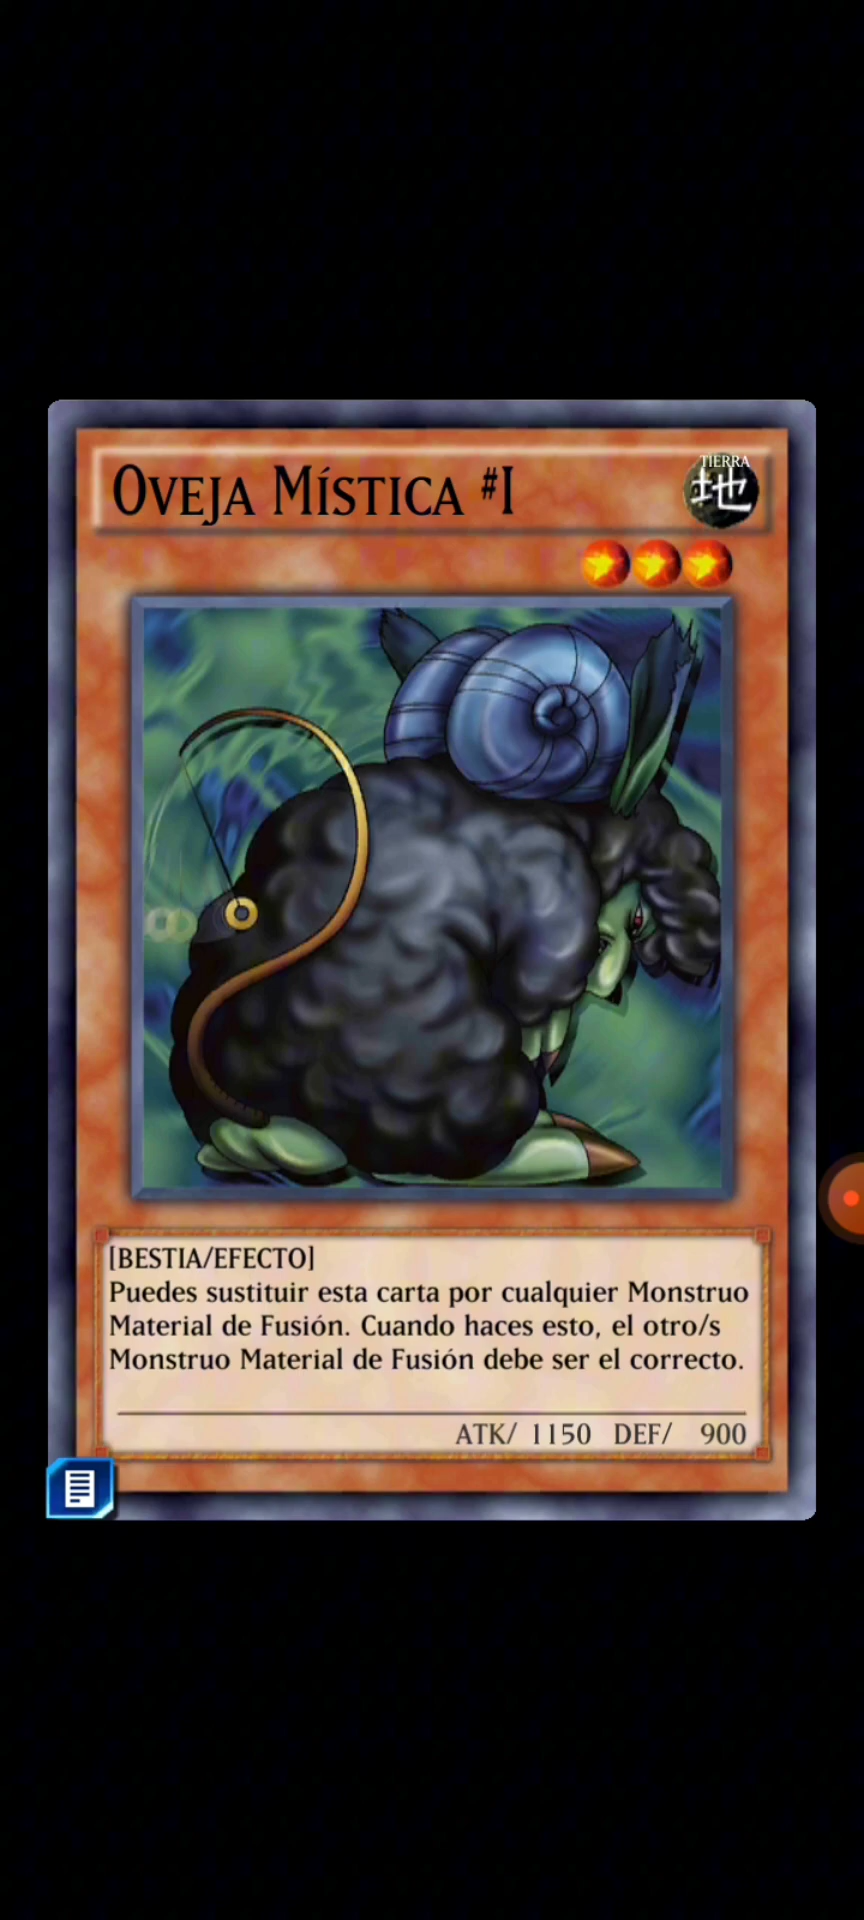 Oveja Mística #1
TIERRA
地
[BESTIA/EFECTO]
Puedes sustituir esta carta por cualquier Monstruo
Material de Fusión. Cuando haces esto, el otro/s
Monstruo Material de Fusión debe ser el correcto.
ATK/ 1150 DEF/ 900